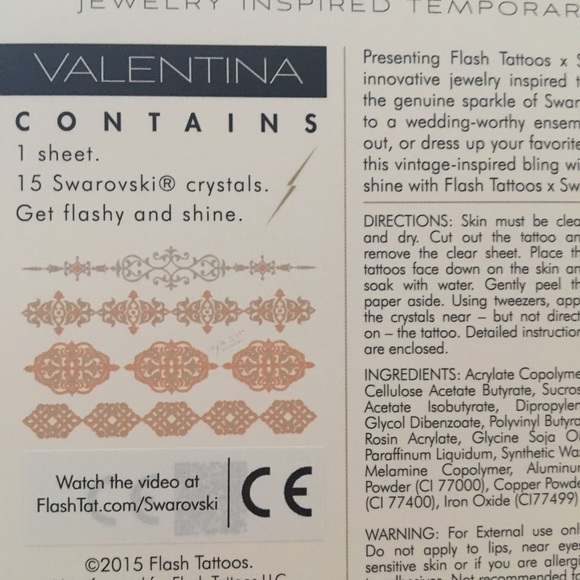 JEWELRY INSPIRED TEMPORAR
VALENTINA
CONTAINS
1 sheet.
15 Swarovski® crystals.
Get flashy and shine.
Watch the video at
FlashTat.com/Swarovski
CE
©2015 Flash Tattoos.
Presenting Flash Tattoos x S
innovative jewelry inspired t
the genuine sparkle of Swar
to a wedding-worthy ensem
out, or dress up your favorite
this vintage-inspired bling wi
shine with Flash Tattoos x Sw
DIRECTIONS: Skin must be clea
and dry. Cut out the tattoo an
remove the clear sheet. Place th
tattoos face down on the skin an
soak with water. Gently peel th
paper aside. Using tweezers, app
the crystals near – but not direct
on – the tattoo. Detailed instruction
are enclosed.
INGREDIENTS: Acrylate Copolyme
Cellulose Acetate Butyrate, Sucros
Acetate Isobutyrate, Dipropylen
Glycol Dibenzoate, Polyvinyl Butyra
Rosin Acrylate, Glycine Soja O
Paraffinum Liquidum, Synthetic Wa
Melamine Copolymer, Aluminum
Powder (CI 77000), Copper Powde
(CI 77400), Iron Oxide (CI77499)
WARNING: For External use onl
Do not apply to lips, near eye
sensitive skin or if you are allergi